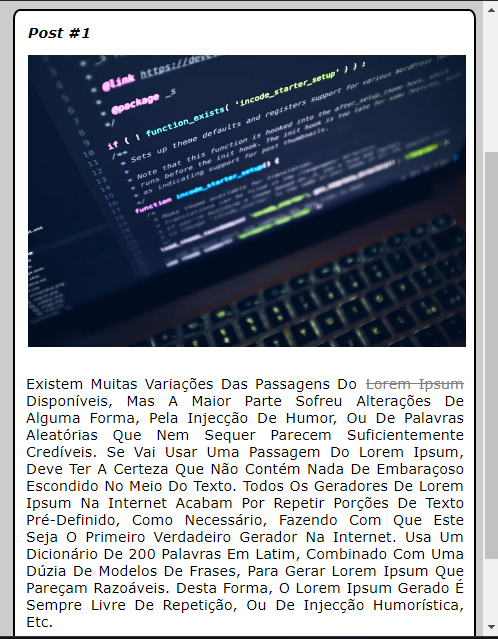 Post #1
* @link https://deve
* @package _s
*/
if ( ! function_exists( 'incode_starter_setup' ) ) :
/**
* Sets up theme defaults and registers support for various WordPress
*
* Note that this function is hooked into the after_setup_theme hook, which
* runs before the init hook. The init hook is too late for some features, such
* as indicating support for post thumbnails.
*/
function incode_starter_setup() {
Existem Muitas Variações Das Passagens Do Lorem Ipsum
Disponíveis, Mas A Maior Parte Sofreu Alterações De
Alguma Forma, Pela Injecção De Humor, Ou De Palavras
Aleatórias Que Nem Sequer Parecem Suficientemente
Credíveis. Se Vai Usar Uma Passagem Do Lorem Ipsum,
Deve Ter A Certeza Que Não Contém Nada De Embaraçoso
Escondido No Meio Do Texto. Todos Os Geradores De Lorem
Ipsum Na Internet Acabam Por Repetir Porções De Texto
Pré-Definido, Como Necessário, Fazendo Com Que Este
Seja O Primeiro Verdadeiro Gerador Na Internet. Usa Um
Dicionário De 200 Palavras Em Latim, Combinado Com Uma
Dúzia De Modelos De Frases, Para Gerar Lorem Ipsum Que
Pareçam Razoáveis. Desta Forma, O Lorem Ipsum Gerado É
Sempre Livre De Repetição, Ou De Injecção Humorística,
Etc.